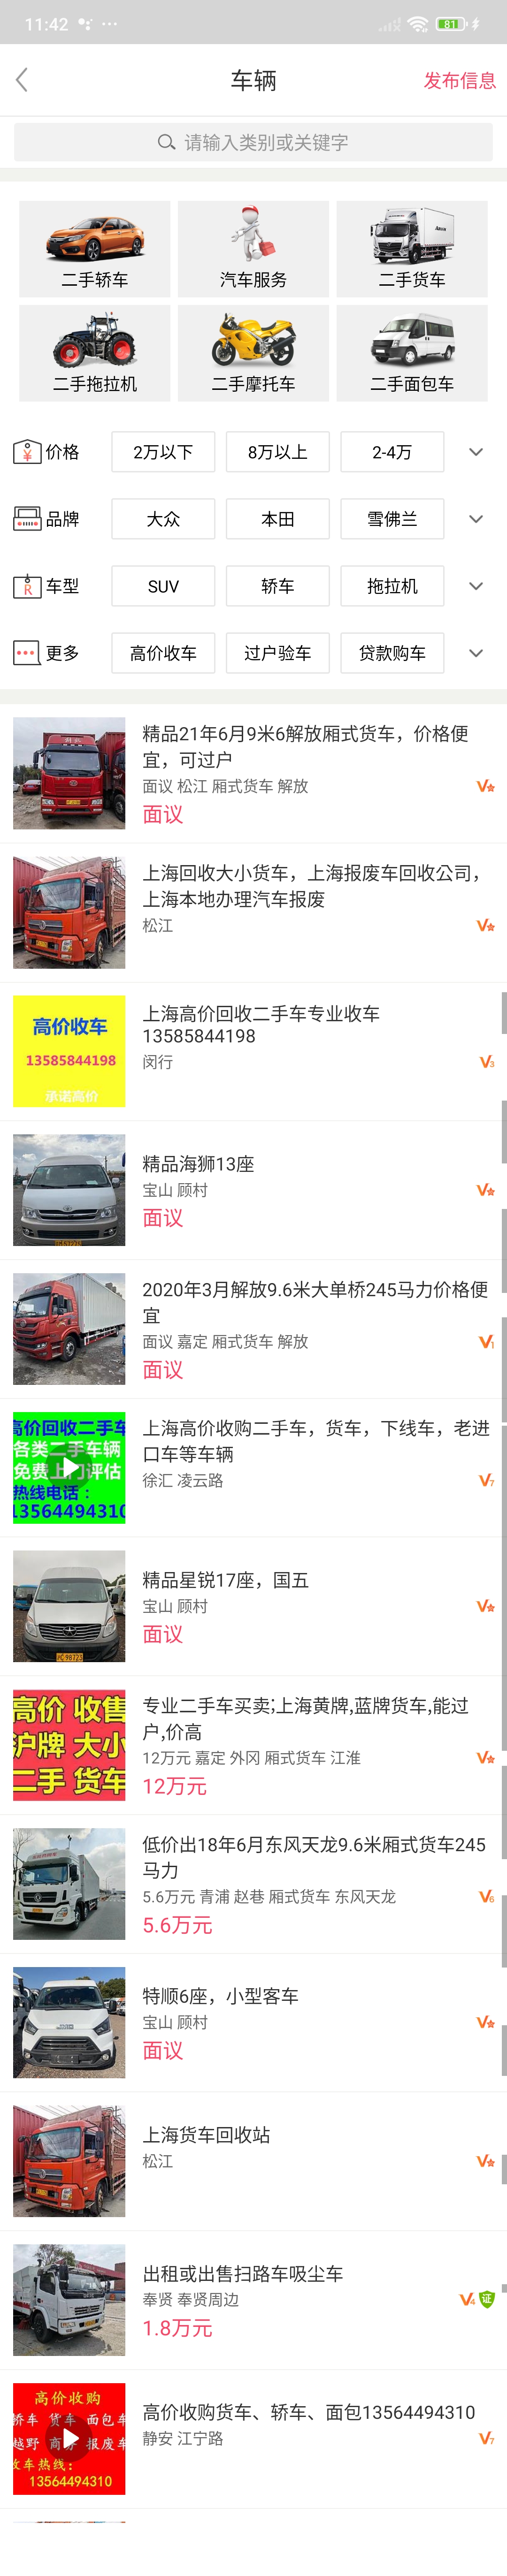 11:42
81
车辆
发布信息
请输入类别或关键字
二手轿车
汽车服务
二手货车
二手拖拉机
二手摩托车
二手面包车
价格
2万以下
8万以上
2-4万
品牌
大众
本田
雪佛兰
车型
SUV
轿车
拖拉机
更多
高价收车
过户验车
贷款购车
精品21年6月9米6解放厢式货车，价格便
宜，可过户
面议 松江 厢式货车 解放
面议
上海回收大小货车，上海报废车回收公司，
上海本地办理汽车报废
松江
高价收车
13585844198
承诺高价
上海高价回收二手车专业收车
13585844198
闵行
V3
精品海狮13座
宝山 顾村
面议
2020年3月解放9.6米大单桥245马力价格便
宜
面议 嘉定 厢式货车 解放
V1
面议
高价回收二手车
各类二手车辆
免费上门评估
热线电话：
13564494310
上海高价收购二手车，货车，下线车，老进
口车等车辆
徐汇 凌云路
V7
精品星锐17座，国五
宝山 顾村
面议
高价 收售
沪牌 大小
二手 货车
专业二手车买卖;上海黄牌,蓝牌货车,能过
户,价高
12万元 嘉定 外冈 厢式货车 江淮
12万元
低价出18年6月东风天龙9.6米厢式货车245
马力
5.6万元 青浦 赵巷 厢式货车 东风天龙
V6
5.6万元
特顺6座，小型客车
宝山 顾村
面议
上海货车回收站
松江
出租或出售扫路车吸尘车
奉贤 奉贤周边
V4 证
1.8万元
高价收购
轿车 货车 面包车
越野 商务 报废车
收车热线：
13564494310
高价收购货车、轿车、面包13564494310
静安 江宁路
V7